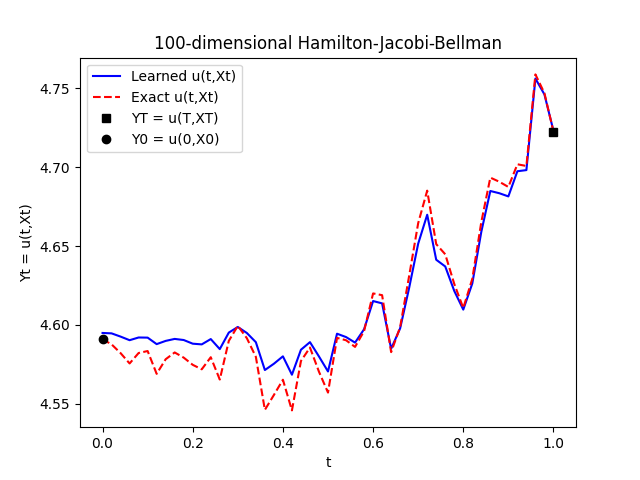 100-dimensional Hamilton-Jacobi-Bellman
Learned u(t,Xt)
Exact u(t,Xt)
YT = u(T,XT)
Y0 = u(0,X0)
Yt = u(t,Xt)
4.75
4.70
4.65
4.60
4.55
0.0 0.2 0.4 0.6 0.8 1.0
t